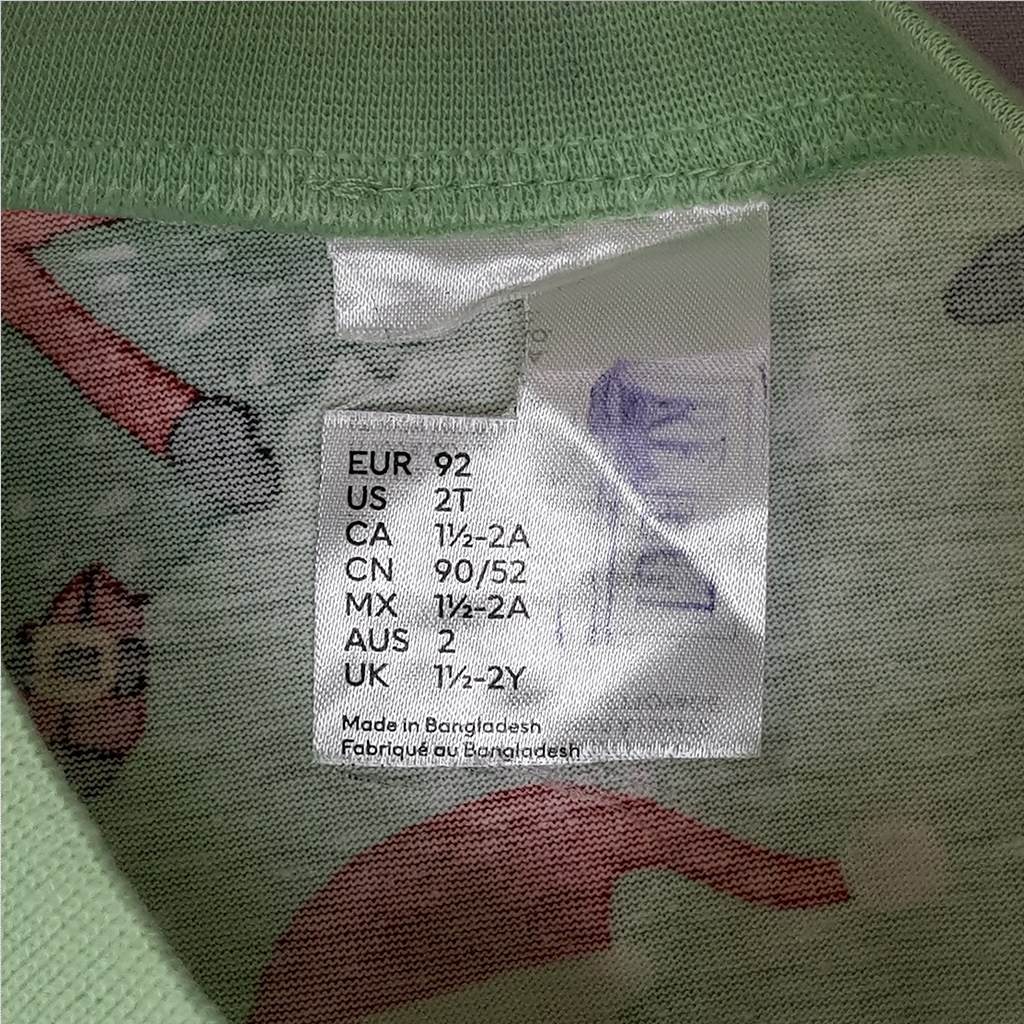 EUR 92
US 2T
CA 1½-2A
CN 90/52
MX 1½-2A
AUS 2
UK 1½-2Y
Made in Bangladesh
Fabriqué au Bangladesh